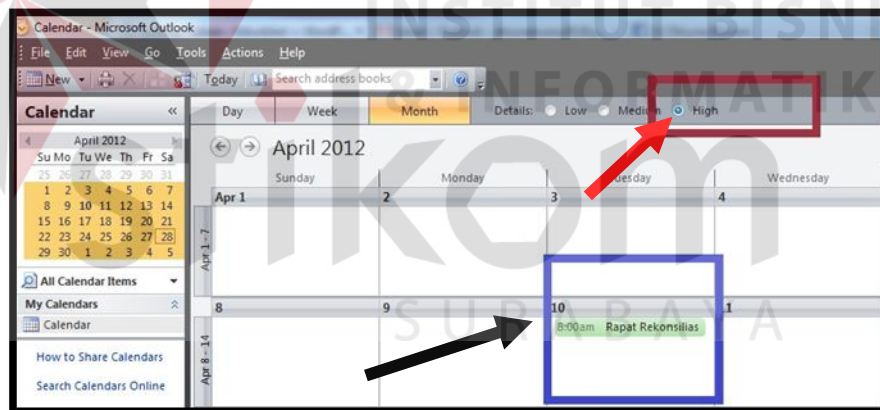 Calendar - Microsoft Outlook
File Edit View Go Tools Actions Help
New Today Search address books
INSTITUT BISN
& INFORMATIK
stikom
SURABAYA
Calendar «
Day Week Month Details: Low Medium High
April 2012
Su Mo Tu We Th Fr Sa
25 26 27 28 29 30 31
1 2 3 4 5 6 7
8 9 10 11 12 13 14
15 16 17 18 19 20 21
22 23 24 25 26 27 28
29 30 1 2 3 4 5
All Calendar Items
My Calendars
Calendar
How to Share Calendars
Search Calendars Online
April 2012
Sunday Monday Tuesday Wednesday
Apr 1 2 3 4
Apr 1 - 7
8 9 10 1
8:00am Rapat Rekonsilias
Apr 8 - 14